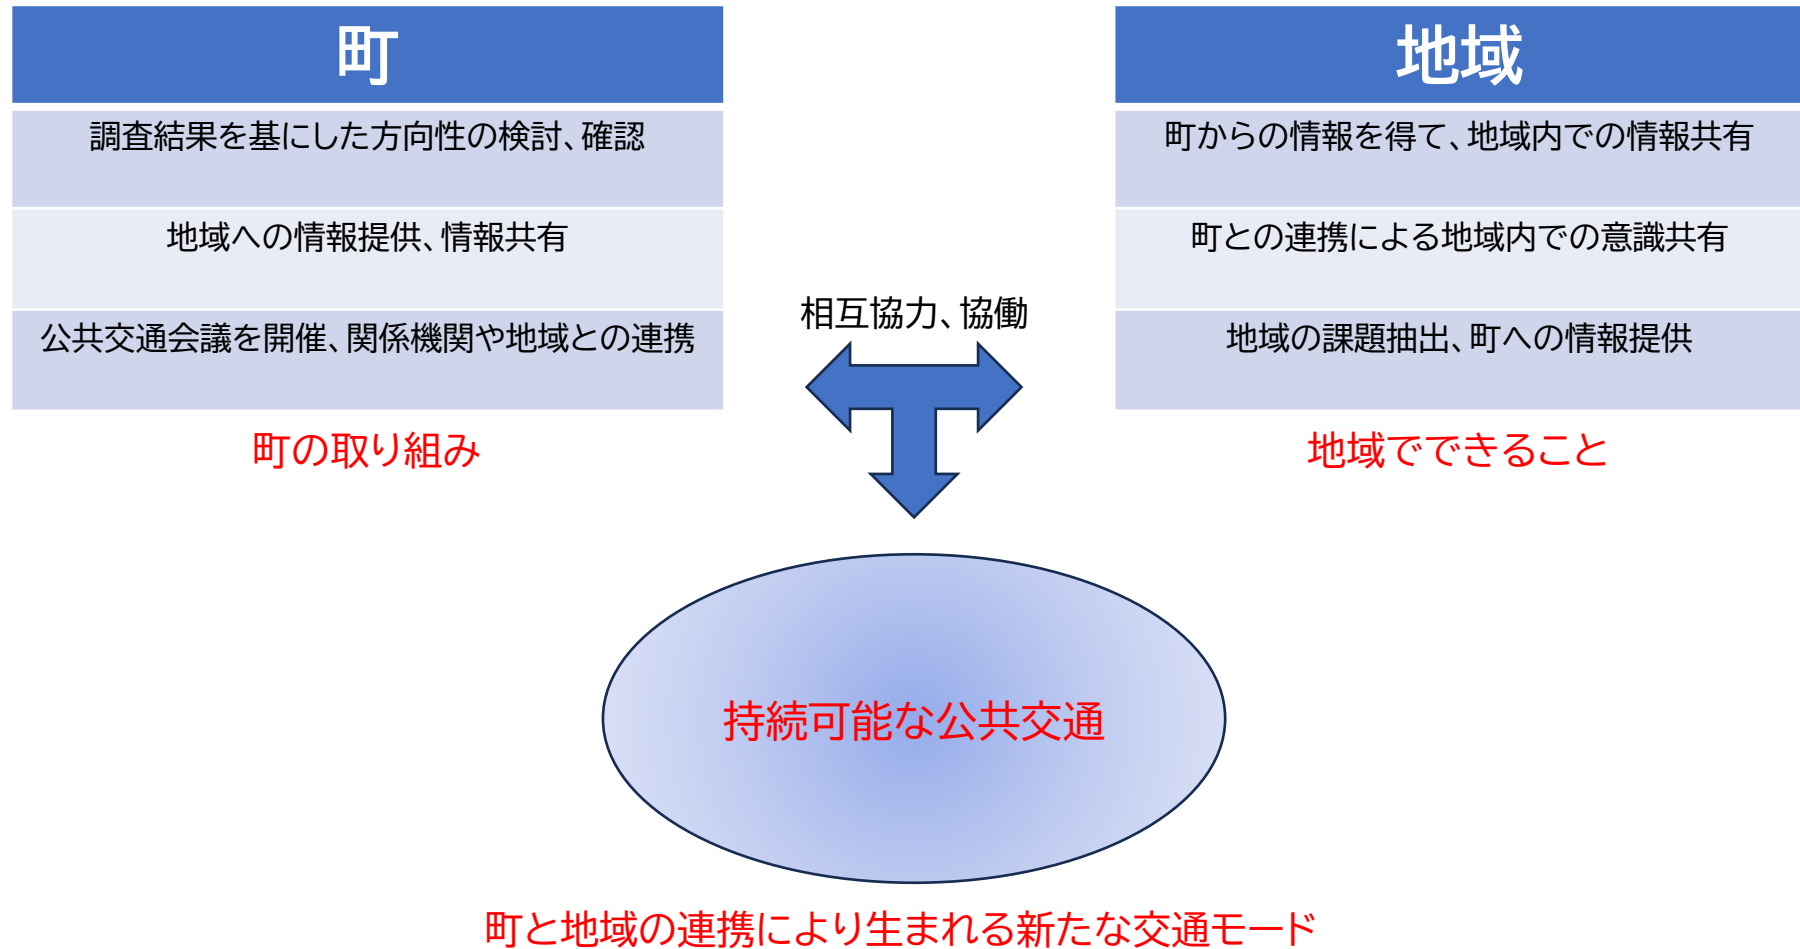 町
調査結果を基にした方向性の検討、確認
地域への情報提供、情報共有
公共交通会議を開催、関係機関や地域との連携
町の取り組み
相互協力、協働
地域
町からの情報を得て、地域内での情報共有
町との連携による地域内での意識共有
地域の課題抽出、町への情報提供
地域でできること
持続可能な公共交通
町と地域の連携により生まれる新たな交通モード